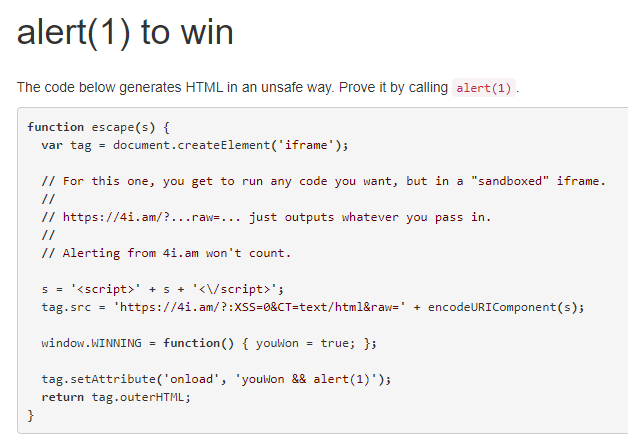 alert(1) to win
The code below generates HTML in an unsafe way. Prove it by calling alert(1) .
function escape(s) {
  var tag = document.createElement('iframe');

  // For this one, you get to run any code you want, but in a "sandboxed" iframe.
  //
  // https://4i.am/?...raw=... just outputs whatever you pass in.
  //
  // Alerting from 4i.am won't count.

  s = '<script>' + s + '<\/script>';
  tag.src = 'https://4i.am/?:XSS=0&CT=text/html&raw=' + encodeURIComponent(s);

  window.WINNING = function() { youWon = true; };

  tag.setAttribute('onload', 'youWon && alert(1)');
  return tag.outerHTML;
}